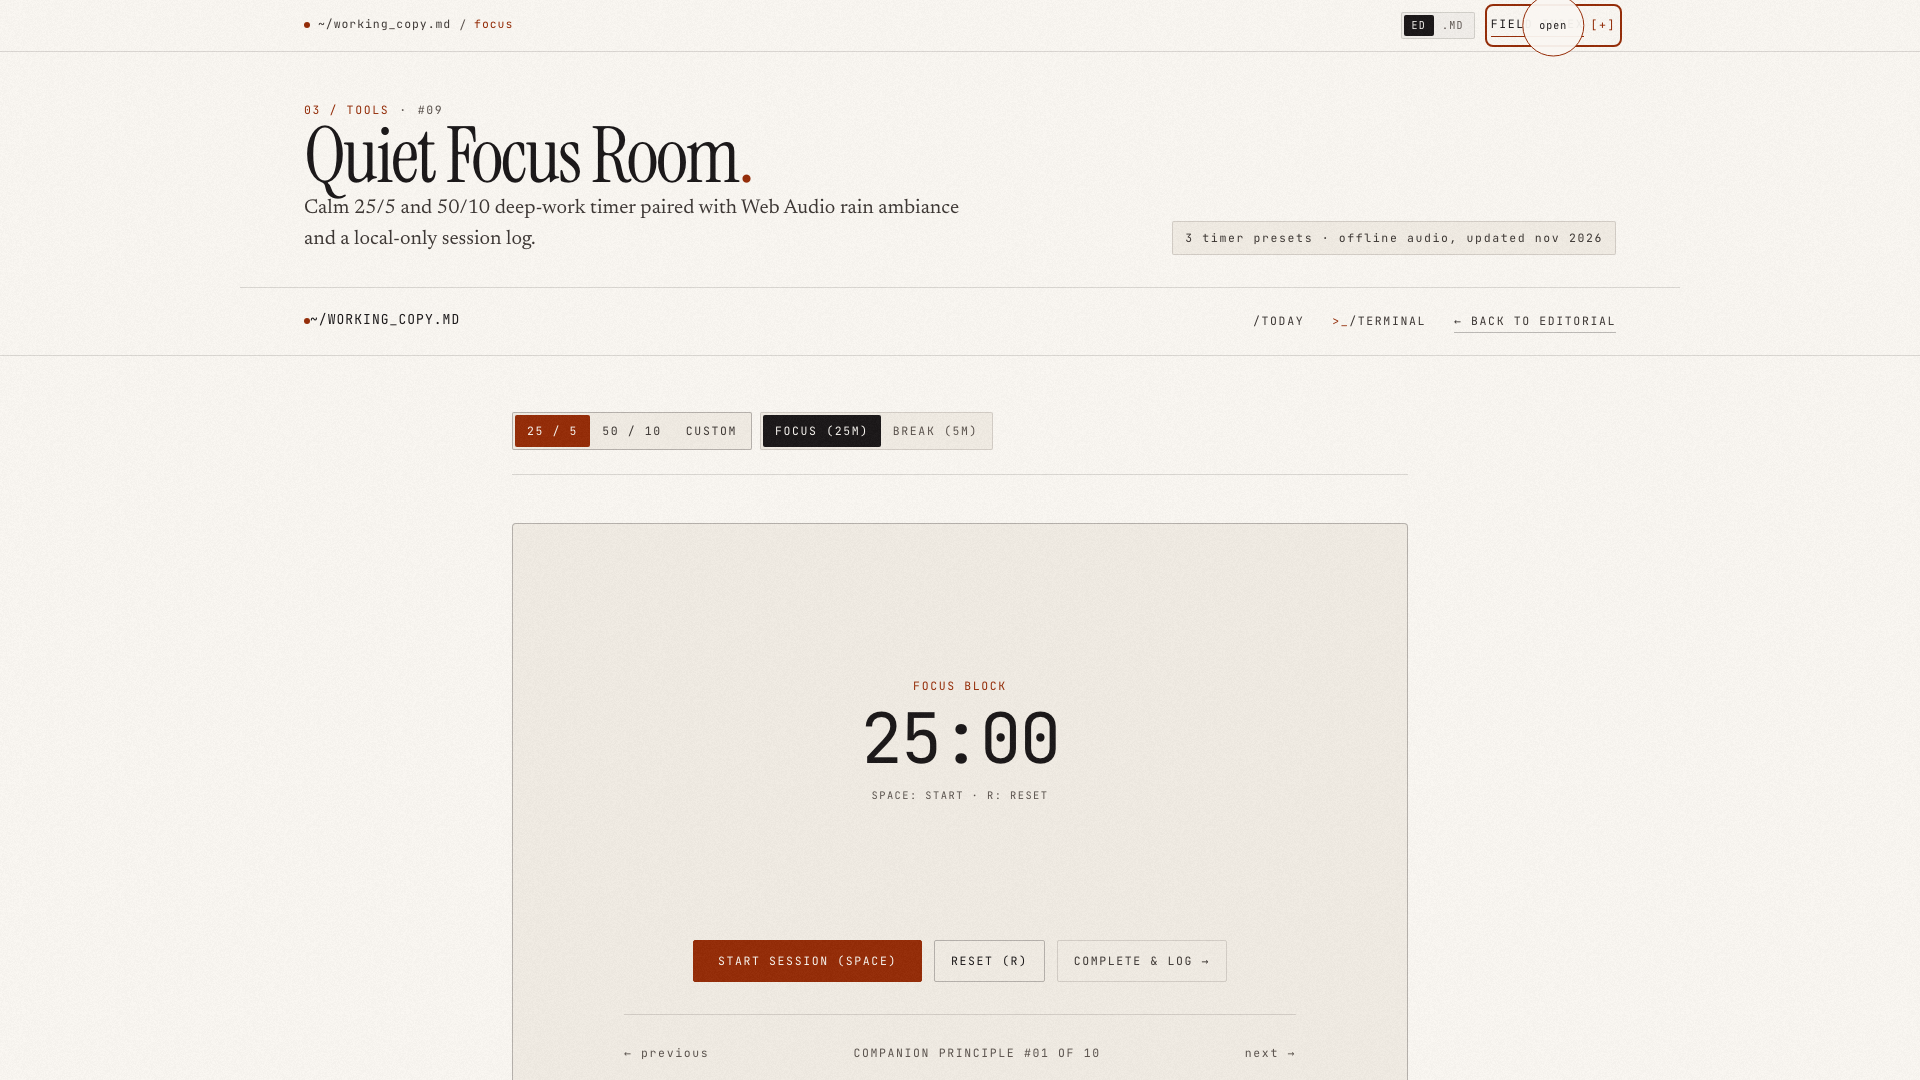 ~/working_copy.md / focus
ED .MD
open [+]
03 / TOOLS · #09
Quiet Focus Room.
Calm 25/5 and 50/10 deep-work timer paired with Web Audio rain ambiance
and a local-only session log.
3 timer presets · offline audio, updated nov 2026
~/WORKING_COPY.MD
/TODAY >_/TERMINAL ← BACK TO EDITORIAL
25 / 5 50 / 10 CUSTOM FOCUS (25M) BREAK (5M)
FOCUS BLOCK
25:00
SPACE: START · R: RESET
START SESSION (SPACE) RESET (R) COMPLETE & LOG →
← previous COMPANION PRINCIPLE #01 OF 10 next →